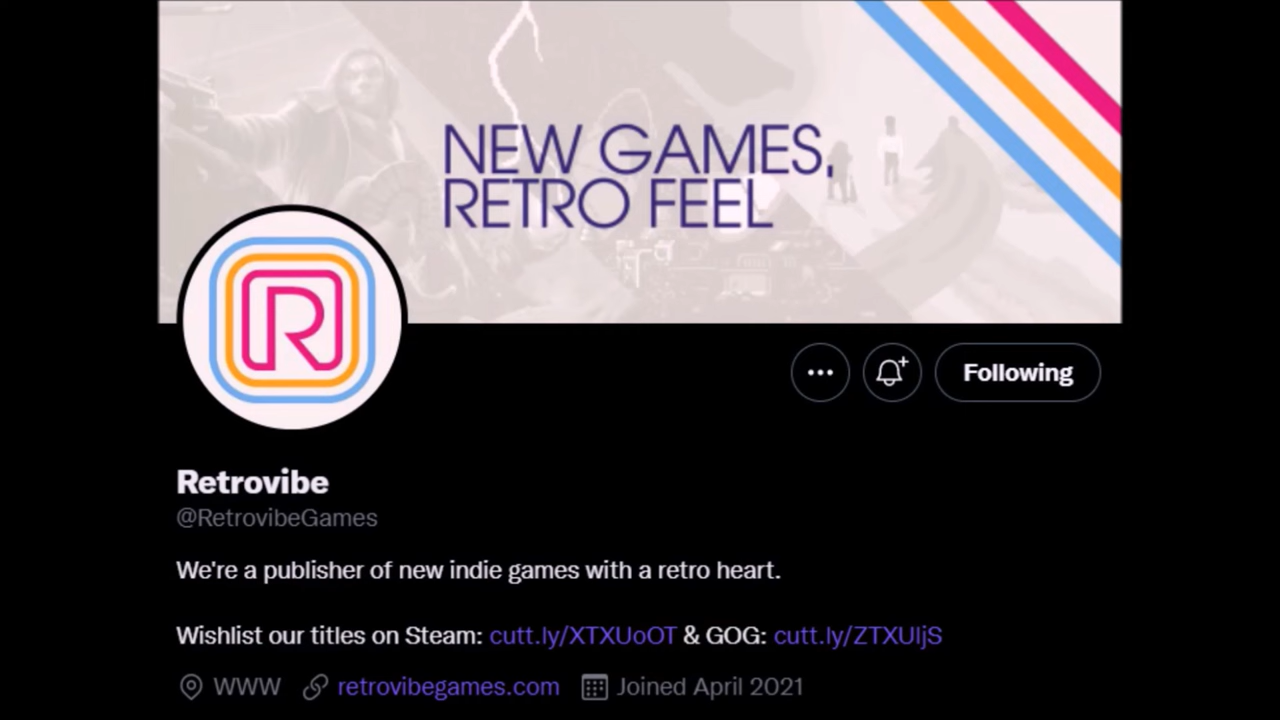 NEW GAMES,
RETRO FEEL
R
Following
Retrovibe
@RetrovibeGames
We're a publisher of new indie games with a retro heart.
Wishlist our titles on Steam: cutt.ly/XTXUoOT & GOG: cutt.ly/ZTXUljS
WWW retrovibegames.com Joined April 2021